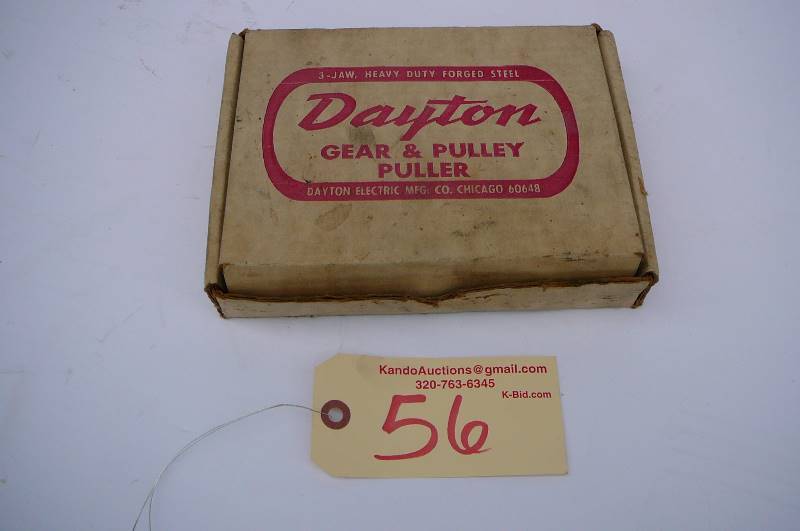 3-JAW, HEAVY DUTY FORGED STEEL
Dayton
GEAR & PULLEY
PULLER
DAYTON ELECTRIC MFG. CO. CHICAGO 60648
KandoAuctions@gmail.com
320-763-6345
K-Bid.com
56